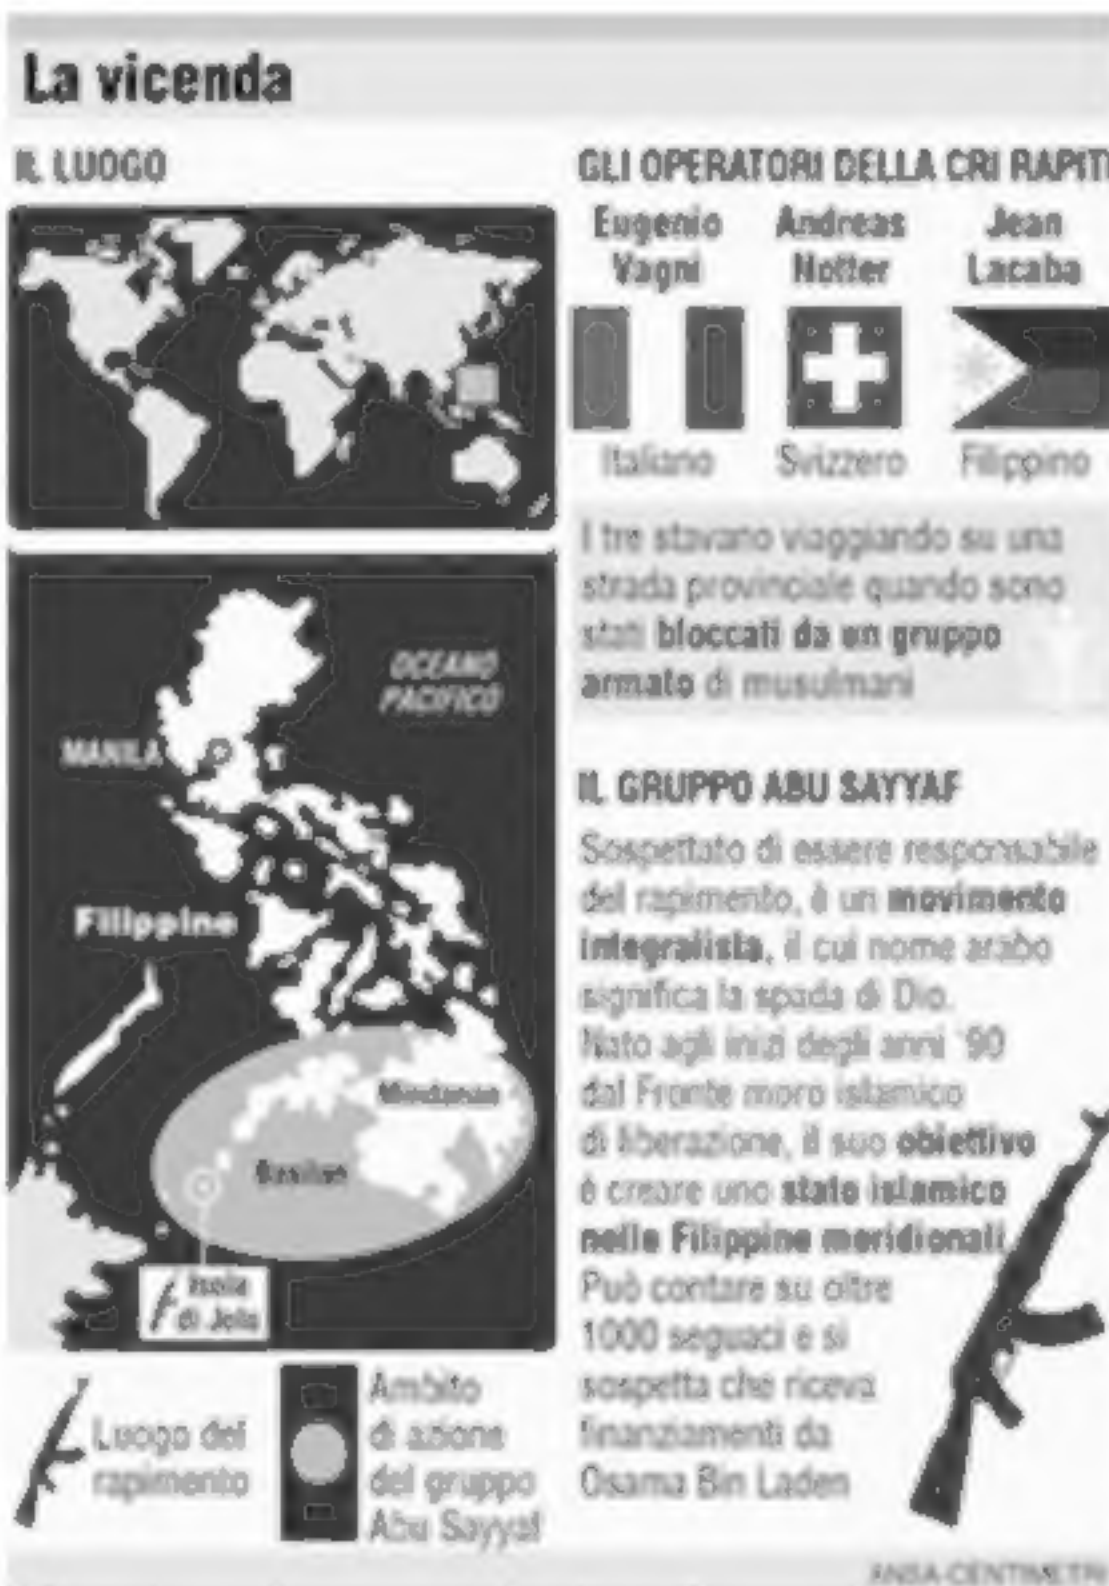 La vicenda
IL LUOGO
OCEANO
PACIFICO
MANILA
Filippine
Mindanao
Basilan
Isola
di Jolo
Luogo del
rapimento
Ambito
di azione
del gruppo
Abu Sayyaf
GLI OPERATORI DELLA CRI RAPITI
Eugenio
Vagni
Andreas
Notter
Jean
Lacaba
Italiano
Svizzero
Filippino
I tre stavano viaggiando su una
strada provinciale quando sono
stati bloccati da un gruppo
armato di musulmani
IL GRUPPO ABU SAYYAF
Sospettato di essere responsabile
del rapimento, è un movimento
integralista, il cui nome arabo
significa la spada di Dio.
Nato agli inizi degli anni '90
dal Fronte moro islamico
di liberazione, il suo obiettivo
è creare uno stato islamico
nelle Filippine meridionali
Può contare su oltre
1000 seguaci e si
sospetta che riceva
finanziamenti da
Osama Bin Laden
ANSA-CENTIMETRI